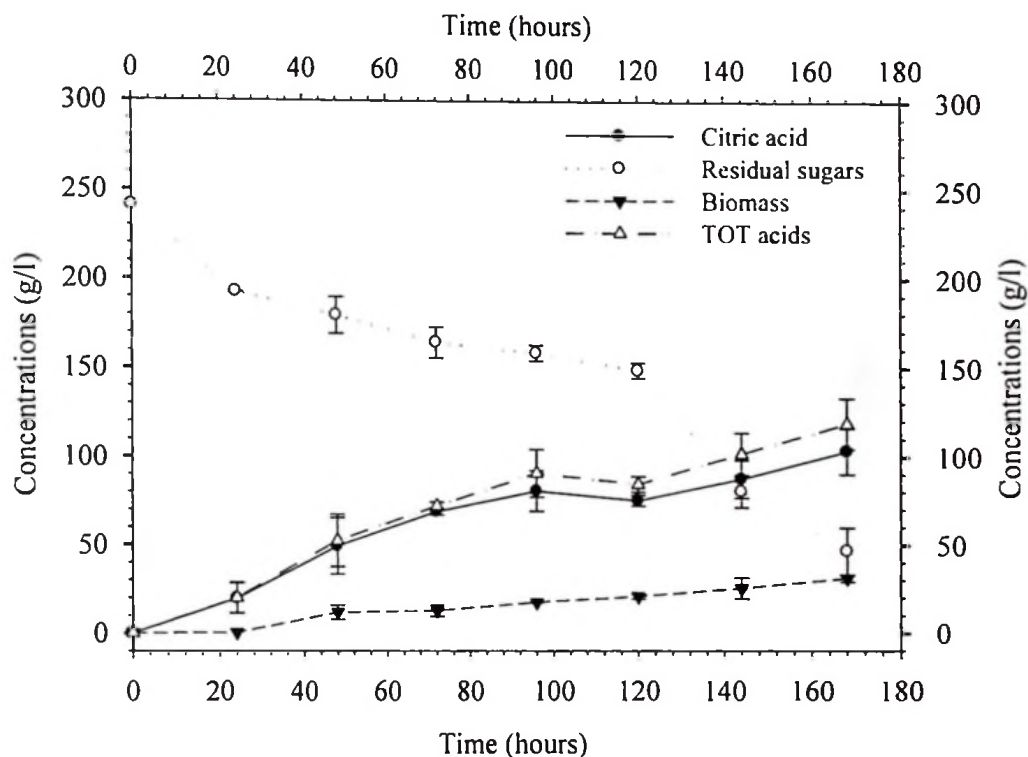 Time (hours)
0 20 40 60 80 100 120 140 160 180
300 300
Citric acid
Residual sugars
250 Biomass 250
TOT acids
200 200
150 150
100 100
50 50
0 0
Concentrations (g/l)
Concentrations (g/l)
0 20 40 60 80 100 120 140 160 180
Time (hours)